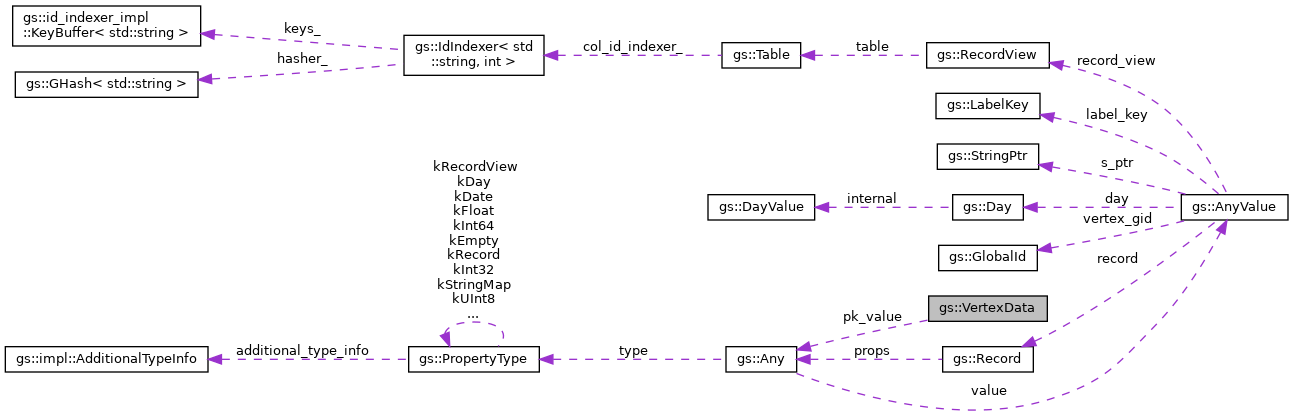 gs::id_indexer_impl
::KeyBuffer< std::string >
keys_
gs::IdIndexer< std
::string, int >
col_id_indexer_
gs::Table
table
gs::RecordView
record_view
hasher_
gs::GHash< std::string >
gs::LabelKey
label_key
gs::StringPtr
s_ptr
kRecordView
kDay
kDate
kFloat
kInt64
kEmpty
kRecord
kInt32
kStringMap
kUInt8
...
gs::DayValue
internal
gs::Day
day
gs::AnyValue
vertex_gid
gs::GlobalId
record
gs::VertexData
pk_value
gs::impl::AdditionalTypeInfo
additional_type_info
gs::PropertyType
type
gs::Any
props
gs::Record
value